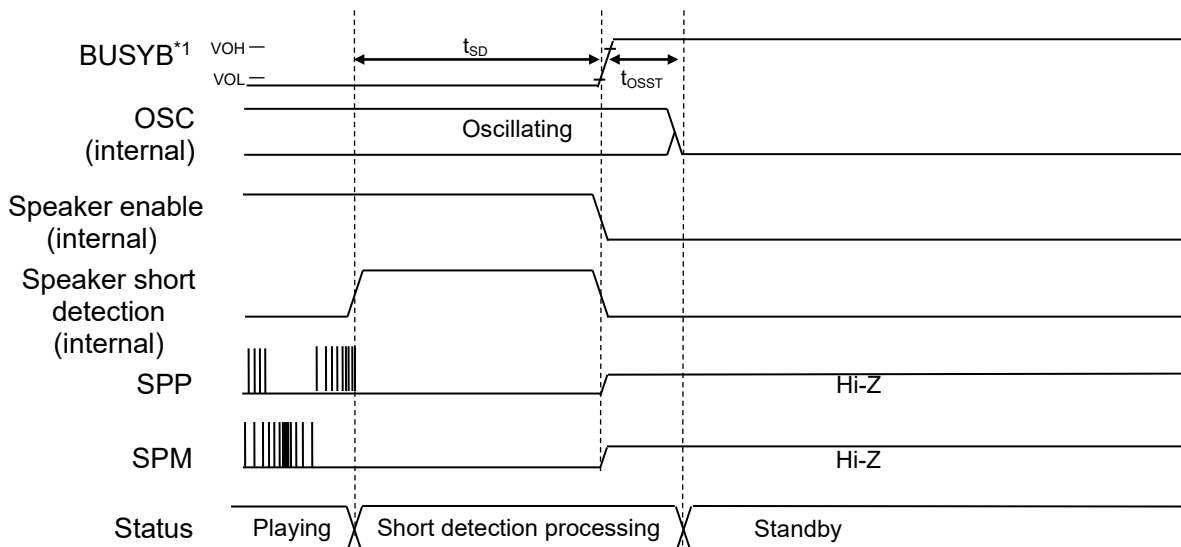 BUSYB*1
VOH
VOL
tSD
tOSST
OSC
(internal)
Oscillating
Speaker enable
(internal)
Speaker short
detection
(internal)
SPP
Hi-Z
SPM
Hi-Z
Status
Playing
Short detection processing
Standby